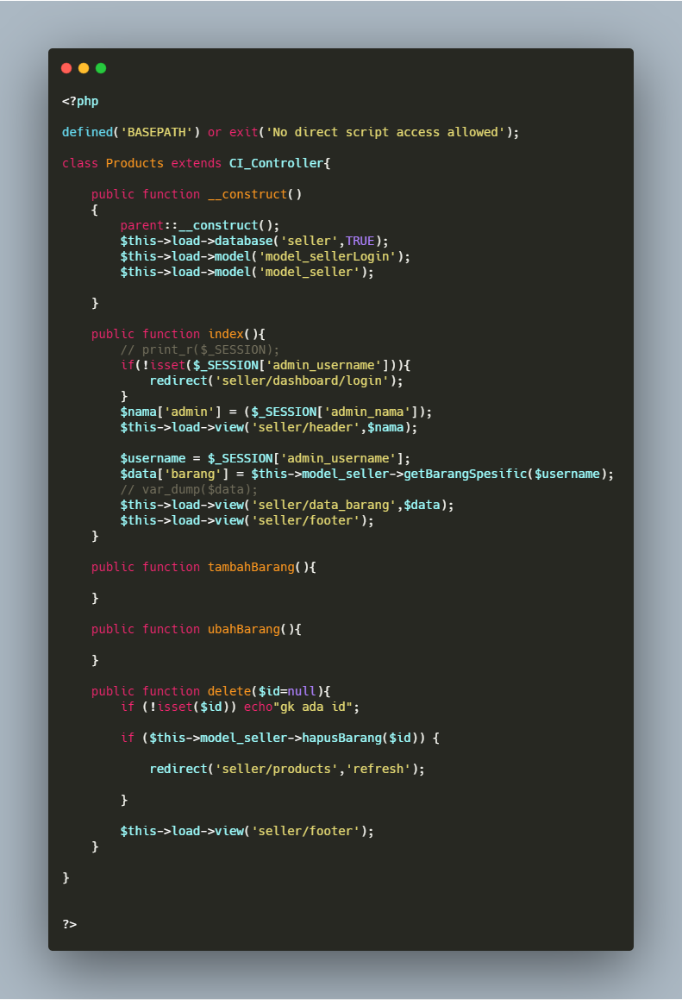 <?php
defined('BASEPATH') or exit('No direct script access allowed');
class Products extends CI_Controller{
    public function __construct()
    {
        parent::__construct();
        $this->load->database('seller',TRUE);
        $this->load->model('model_sellerLogin');
        $this->load->model('model_seller');
    }
    public function index(){
        // print_r($_SESSION);
        if(!isset($_SESSION['admin_username'])){
            redirect('seller/dashboard/login');
        }
        $nama['admin'] = ($_SESSION['admin_nama']);
        $this->load->view('seller/header',$nama);
        $username = $_SESSION['admin_username'];
        $data['barang'] = $this->model_seller->getBarangSpesific($username);
        // var_dump($data);
        $this->load->view('seller/data_barang',$data);
        $this->load->view('seller/footer');
    }
    public function tambahBarang(){
    }
    public function ubahBarang(){
    }
    public function delete($id=null){
        if (!isset($id)) echo"gk ada id";
        if ($this->model_seller->hapusBarang($id)) {
            redirect('seller/products','refresh');
        }
        $this->load->view('seller/footer');
    }
}
?>